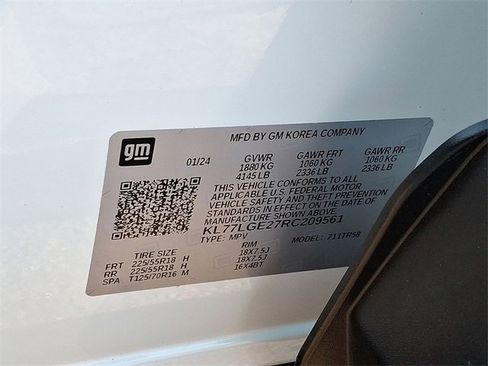 gm
MFD BY GM KOREA COMPANY
01/24 GVWR GAWR FRT GAWR RR
1880 KG 1060 KG 1060 KG
4145 LB 2336 LB 2336 LB
THIS VEHICLE CONFORMS TO ALL
APPLICABLE U.S. FEDERAL MOTOR
VEHICLE SAFETY AND THEFT PREVENTION
STANDARDS IN EFFECT ON THE DATE OF
MANUFACTURE SHOWN ABOVE.
KL77LGE27RC209561
TYPE: MPV MODEL: 711TR58
TIRE SIZE RIM
FRT 225/55R18 H 18X7.5J
RR 225/55R18 H 18X7.5J
SPA T125/70R16 M 16X4BT